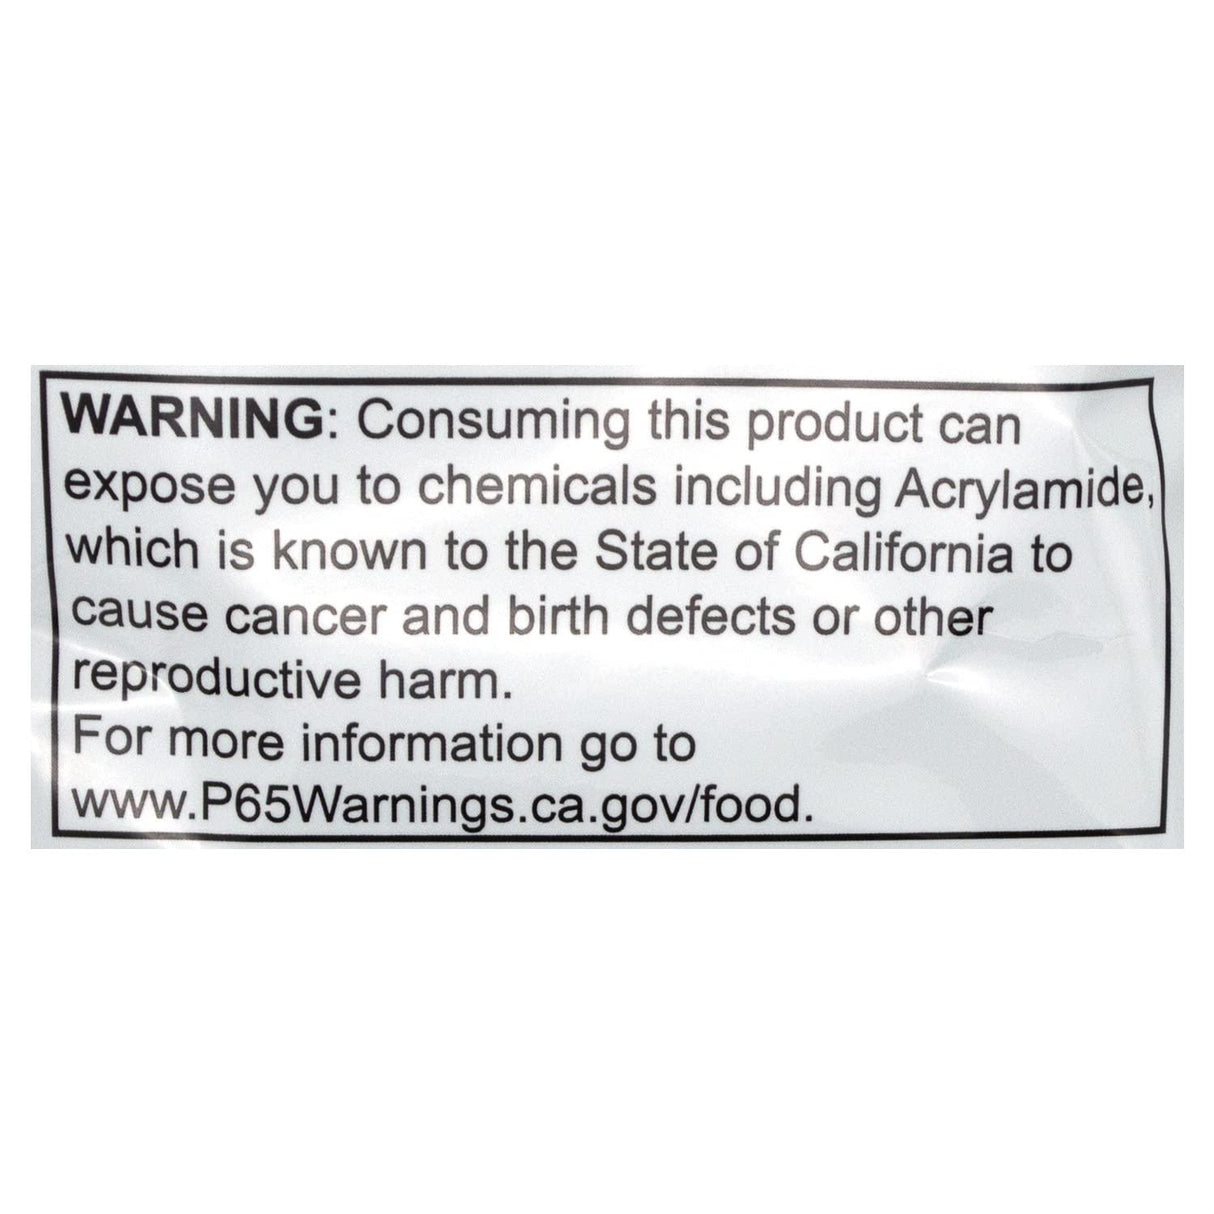 WARNING: Consuming this product can
expose you to chemicals including Acrylamide,
which is known to the State of California to
cause cancer and birth defects or other
reproductive harm.
For more information go to
www.P65Warnings.ca.gov/food.